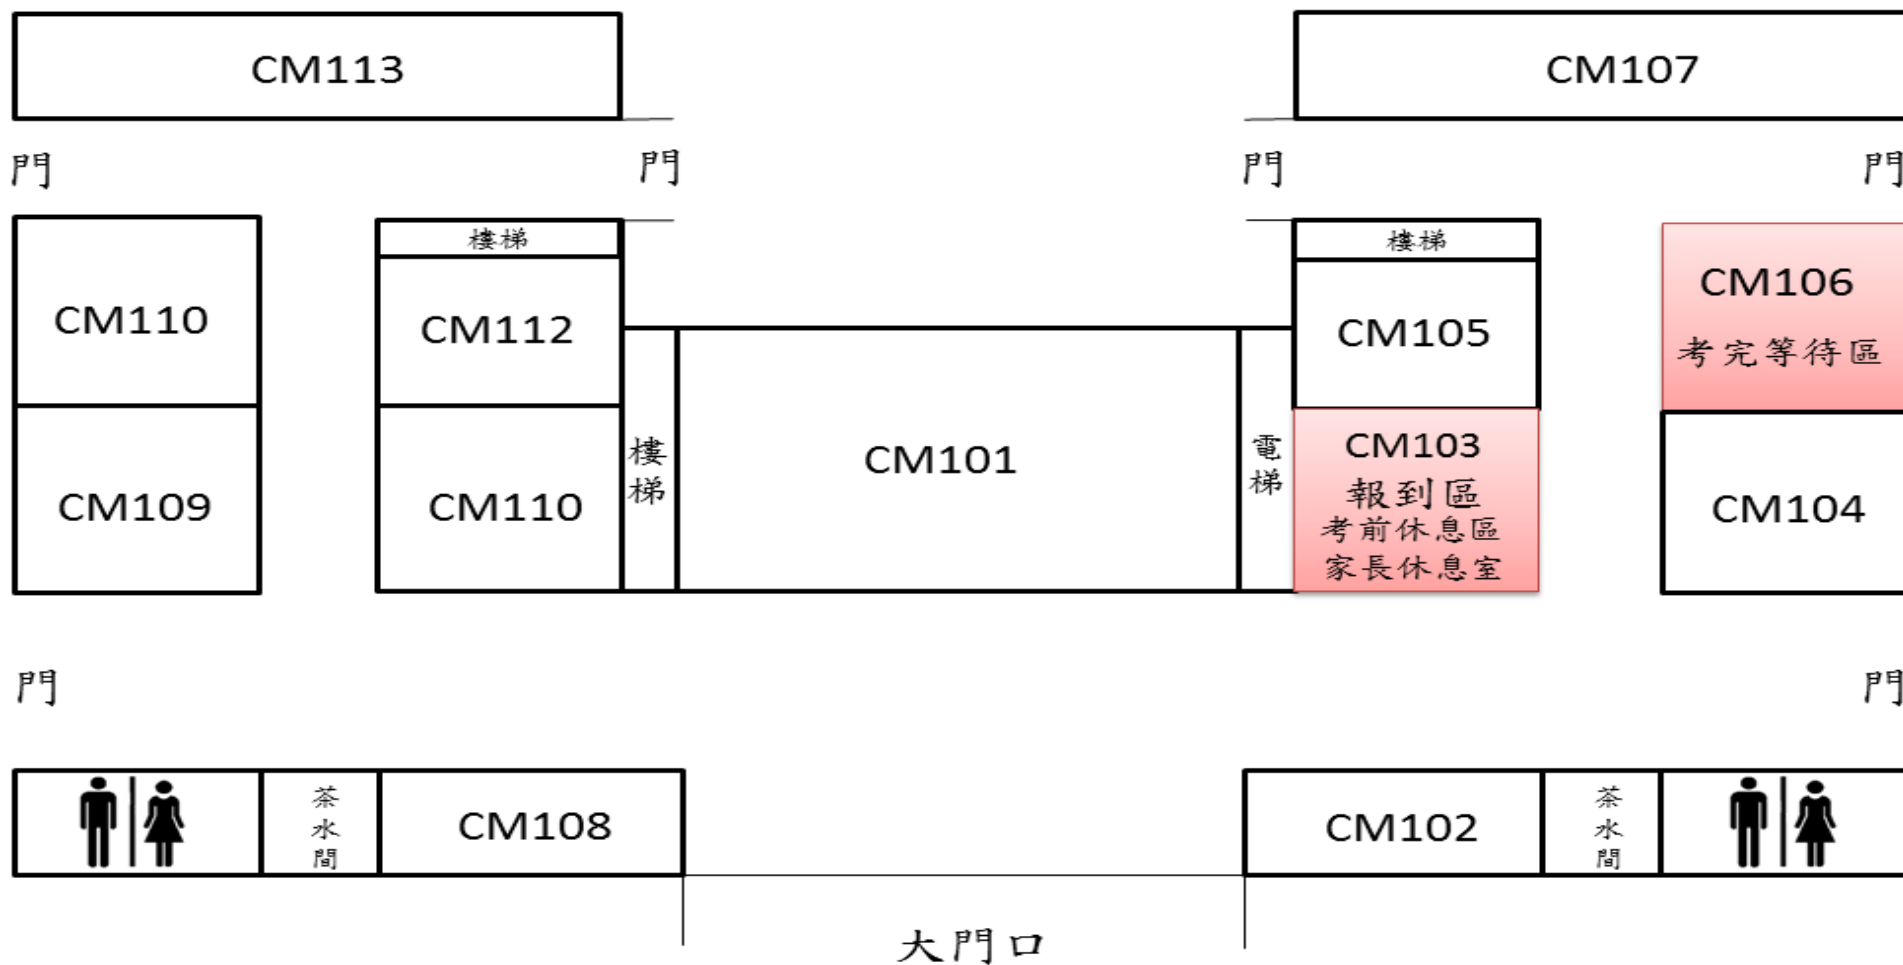 CM113
CM107
門
門
門
門
樓梯
樓梯
CM110
CM112
CM105
CM106
考完等待區
CM109
CM110
樓梯
CM101
電梯
CM103
報到區
考前休息區
家長休息室
CM104
門
門
茶水間
CM108
CM102
茶水間
大門口